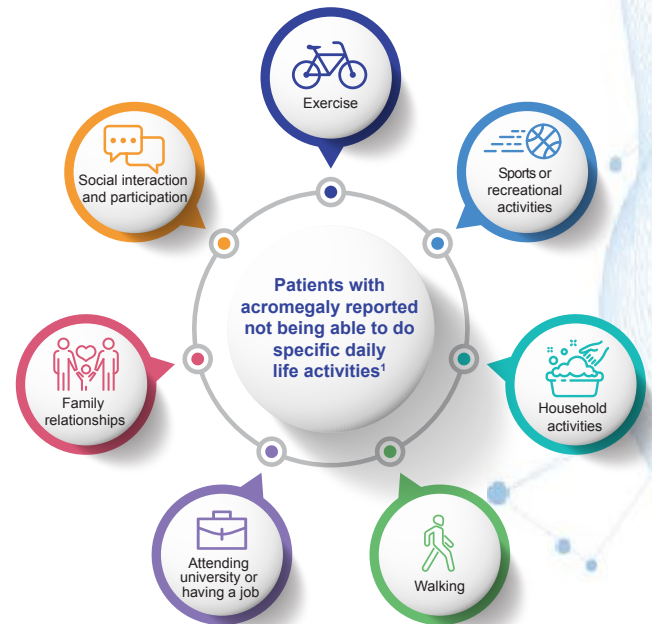 Exercise
Sports or
recreational
activities
Household
activities
Walking
Attending
university or
having a job
Family
relationships
Social interaction
and participation
Patients with
acromegaly reported
not being able to do
specific daily
life activities¹